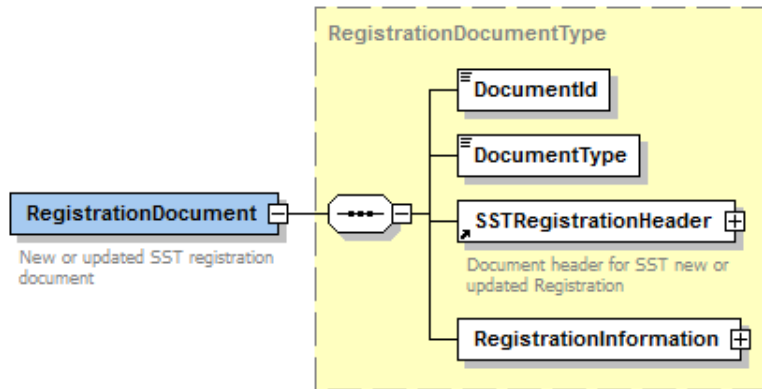 RegistrationDocumentType
DocumentId
DocumentType
RegistrationDocument
New or updated SST registration
document
SSTRegistrationHeader
Document header for SST new or
updated Registration
RegistrationInformation